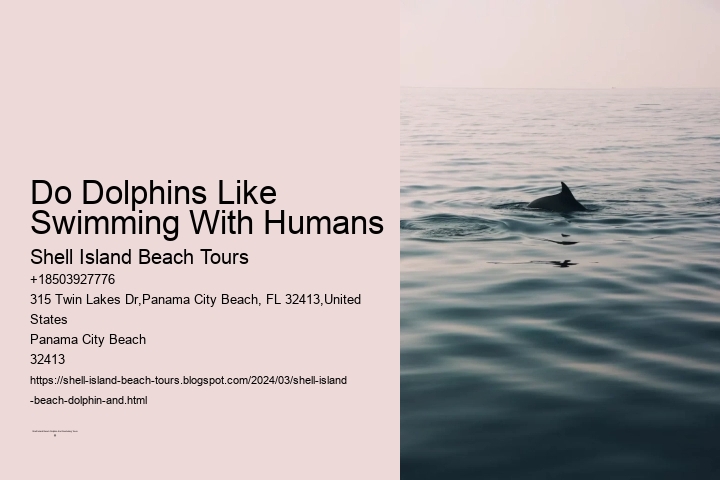 Do Dolphins Like
Swimming With Humans
Shell Island Beach Tours
+18503927776
315 Twin Lakes Dr,Panama City Beach, FL 32413,United
States
Panama City Beach
32413
https://shell-island-beach-tours.blogspot.com/2024/03/shell-island
-beach-dolphin-and.html